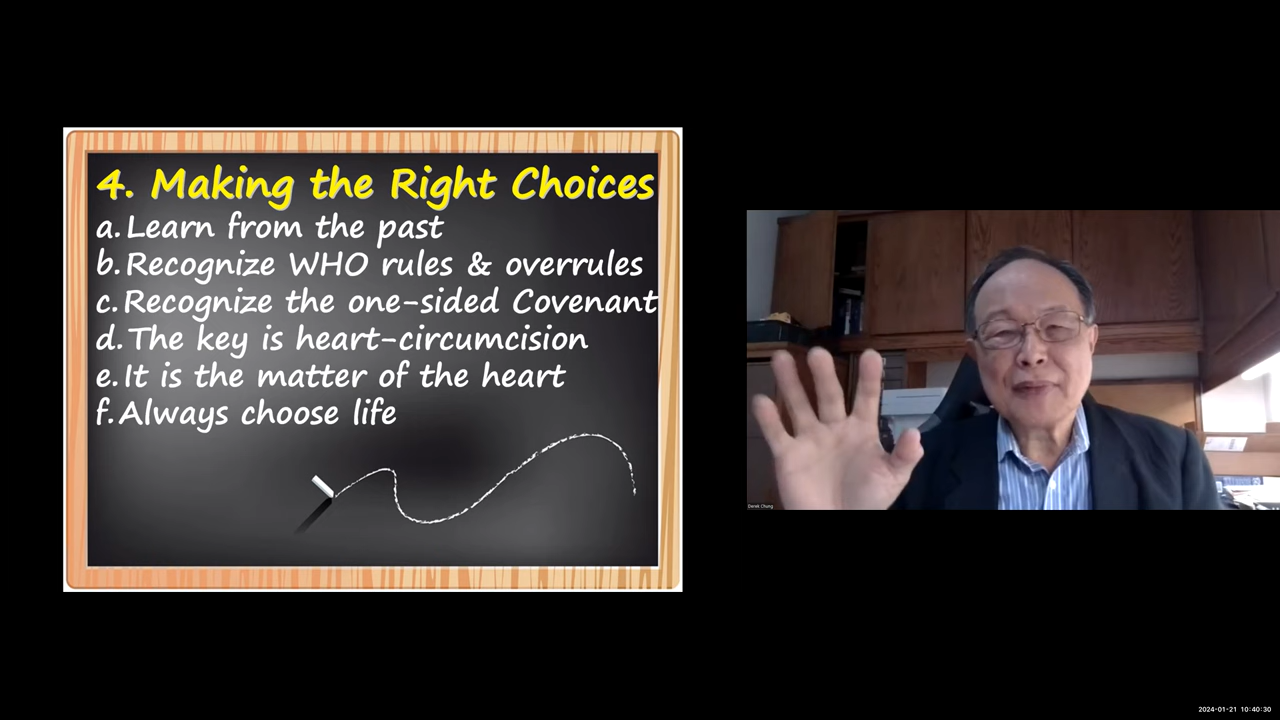 4. Making the Right Choices
a. Learn from the past
b. Recognize WHO rules & overrules
c. Recognize the one-sided Covenant
d. The key is heart-circumcision
e. It is the matter of the heart
f. Always choose life
Derek Chung
2024-01-21 10:40:30